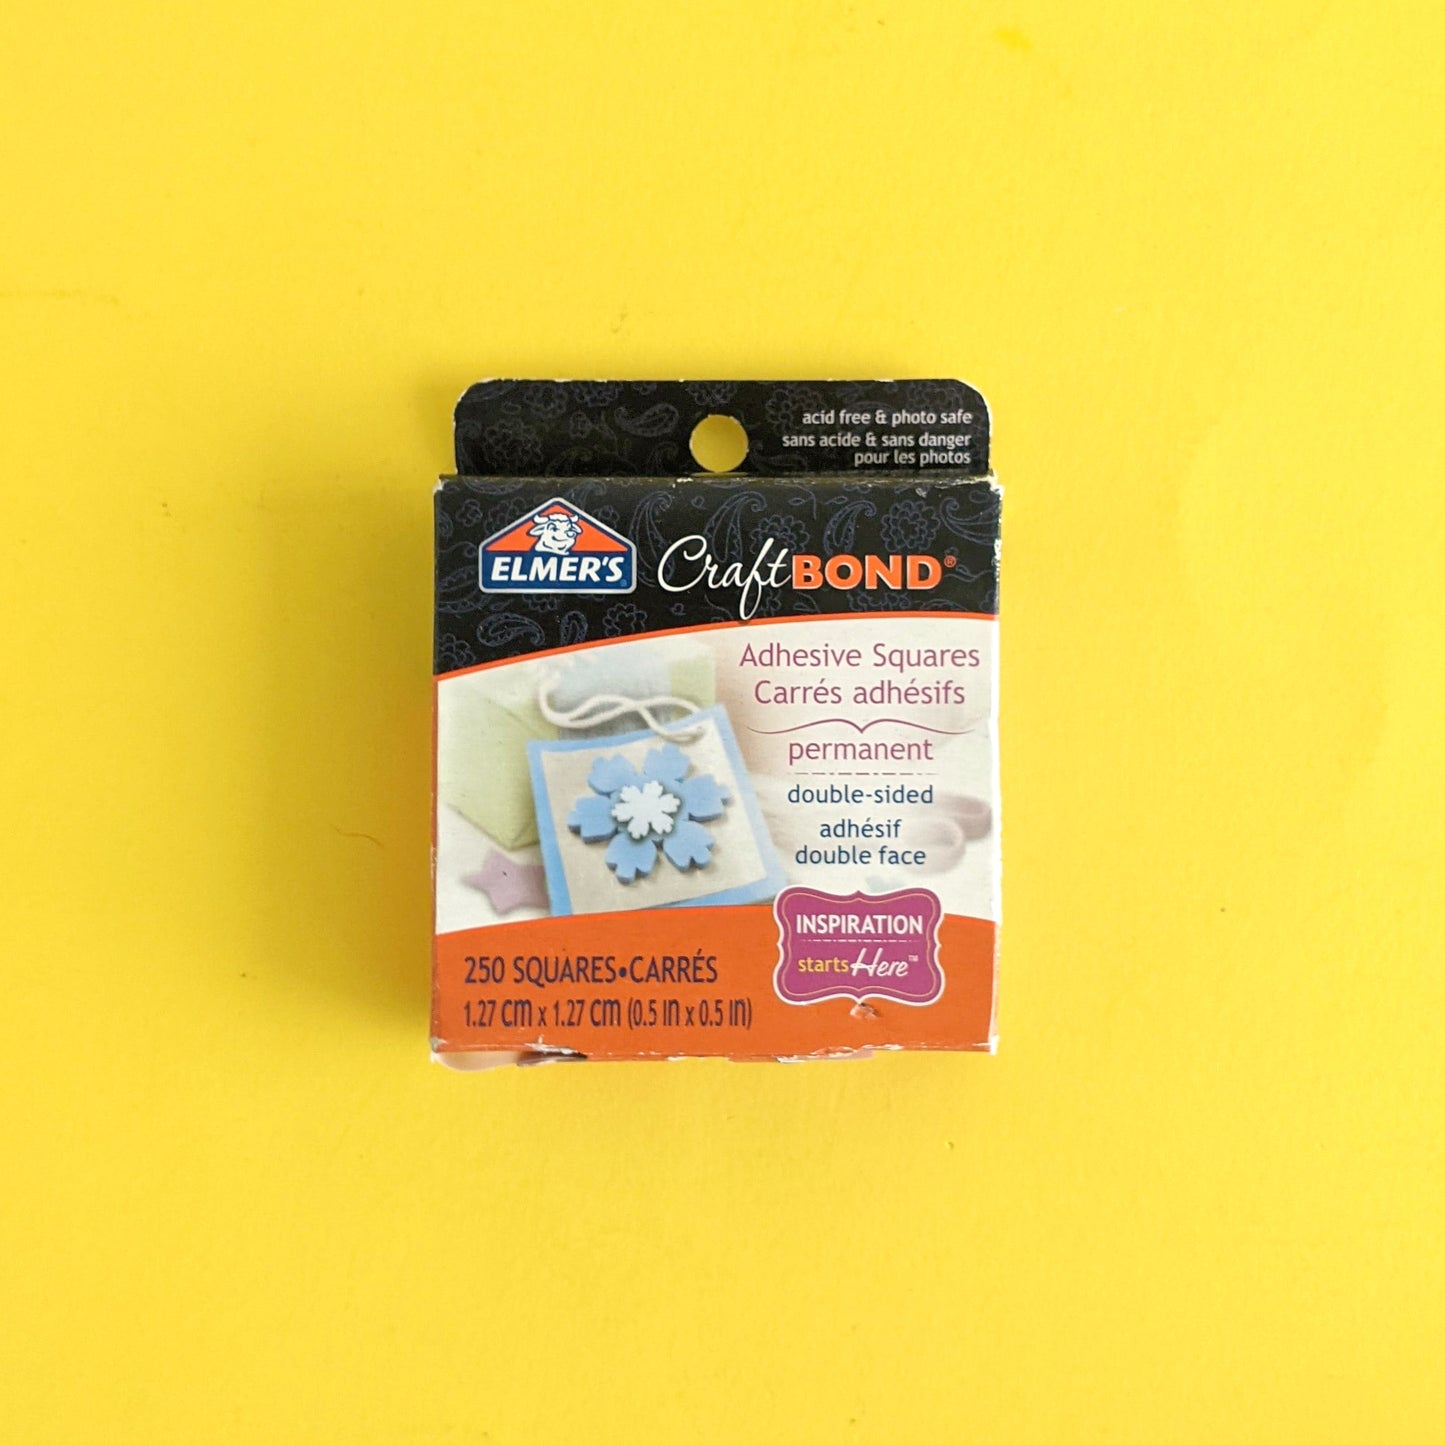 acid free & photo safe
sans acide & sans danger
pour les photos
ELMER'S®
CraftBOND®
Adhesive Squares
Carrés adhésifs
permanent
double-sided
adhésif
double face
INSPIRATION
starts Here™
250 SQUARES•CARRÉS
1.27 cm x 1.27 cm (0.5 in x 0.5 in)